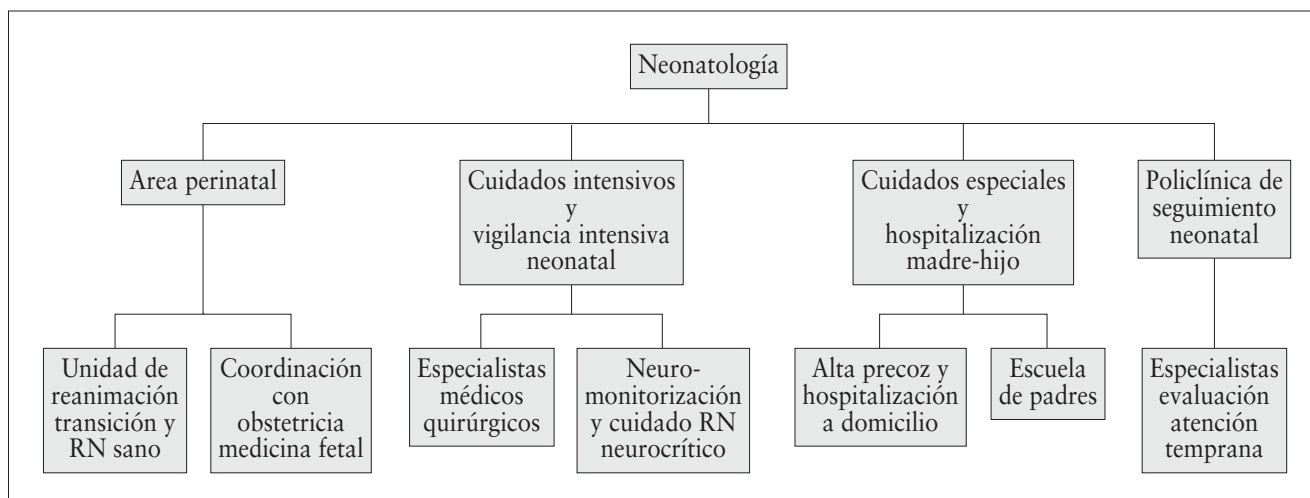 Neonatología
Area perinatal
Cuidados intensivos
y
vigilancia intensiva
neonatal
Cuidados especiales
y
hospitalización
madre-hijo
Policlínica de
seguimiento
neonatal
Unidad de
reanimación
transición y
RN sano
Coordinación
con
obstetricia
medicina fetal
Especialistas
médicos
quirúrgicos
Neuro-
monitorización
y cuidado RN
neurocrítico
Alta precoz y
hospitalización
a domicilio
Escuela
de padres
Especialistas
evaluación
atención
temprana